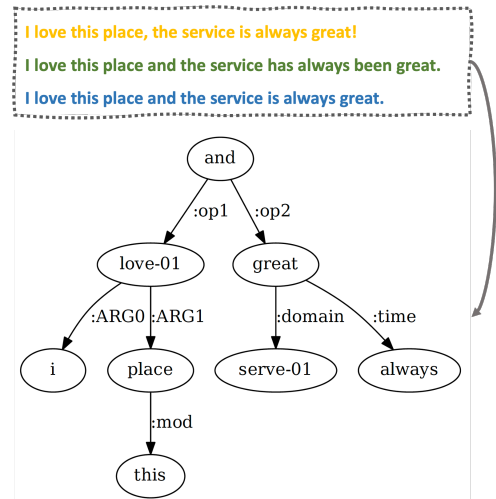 I love this place, the service is always great!
I love this place and the service has always been great.
I love this place and the service is always great.
and
:op1 :op2
love-01 great
:ARG0 :ARG1 :domain :time
i place serve-01 always
:mod
this